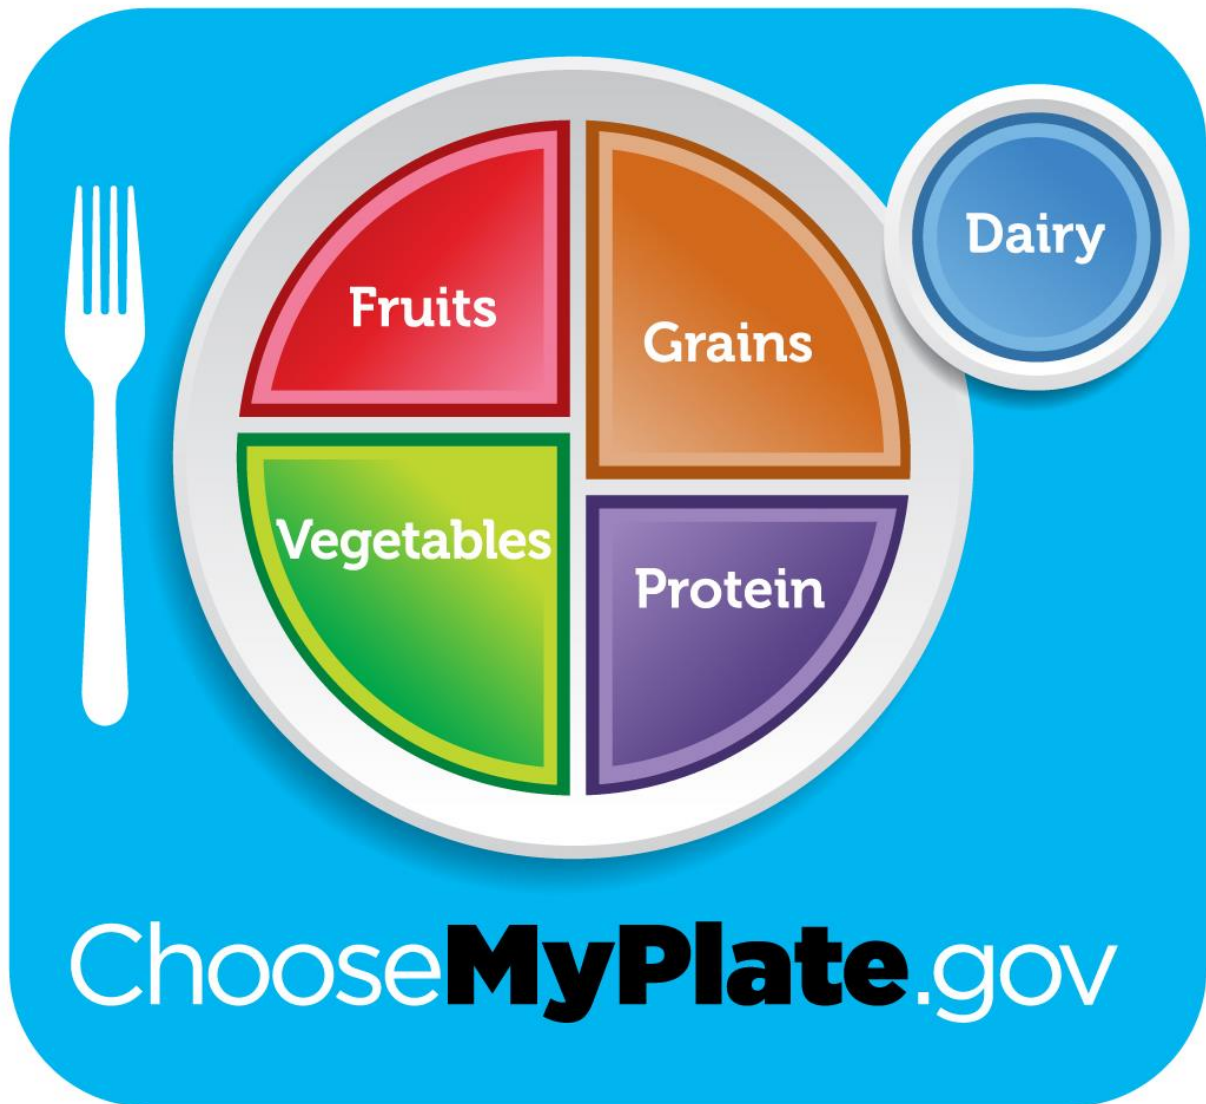 Fruits
Grains
Dairy
Vegetables
Protein
ChooseMyPlate.gov